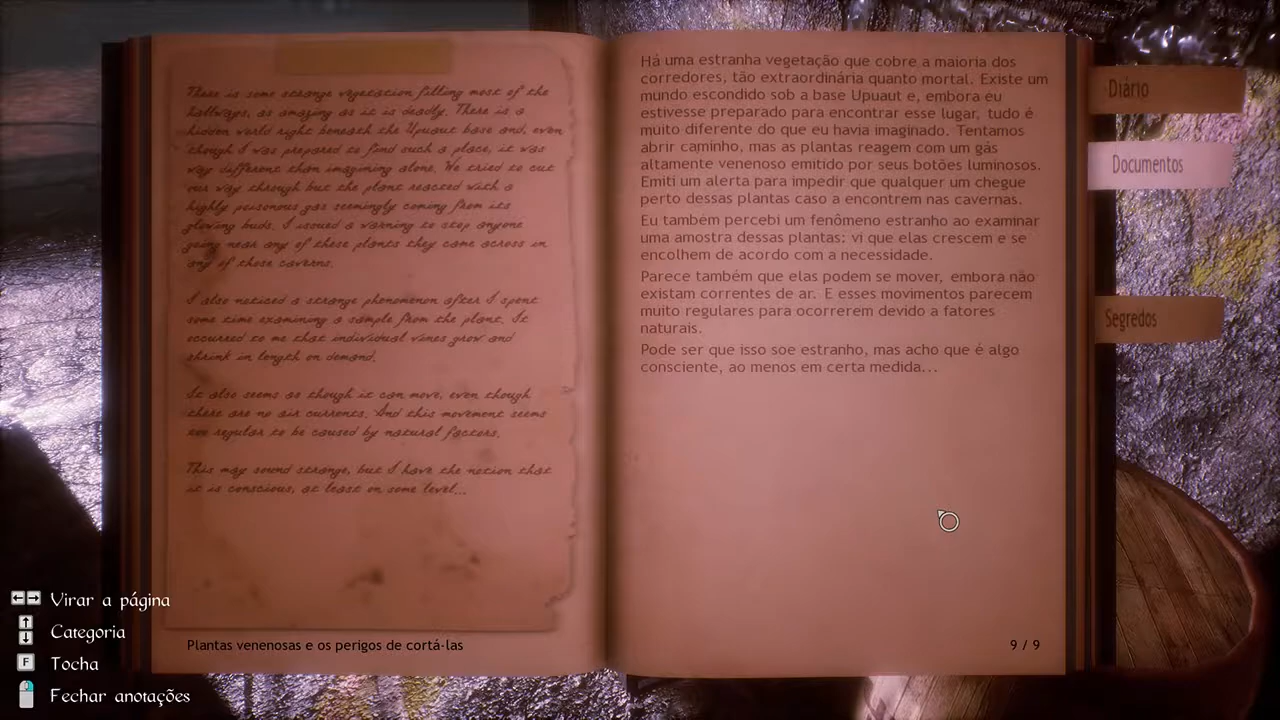 There is some strange vegetation filling most of the
hallways, as amazing as it is deadly. There is a
hidden world right beneath the Upuaut base and, even
though I was prepared to find such a place, it was
way different than imagining alone. We tried to cut
our way through but the plant reacted with a
highly poisonous gas seemingly coming from its
glowing buds. I issued a warning to stop anyone
going near any of these plants they came across in
any of those caverns.
I also noticed a strange phenomenon after I spent
some time examining a sample from the plant. It
occurred to me that individual vines grow and
shrink in length on demand.
It also seems as though it can move, even though
there are no air currents. And this movement seems
too regular to be caused by natural factors.
This may sound strange, but I have the notion that
it is conscious, at least on some level...
Plantas venenosas e os perigos de cortá-las
Há uma estranha vegetação que cobre a maioria dos
corredores, tão extraordinária quanto mortal. Existe um
mundo escondido sob a base Upuaut e, embora eu
estivesse preparado para encontrar esse lugar, tudo é
muito diferente do que eu havia imaginado. Tentamos
abrir caminho, mas as plantas reagem com um gás
altamente venenoso emitido por seus botões luminosos.
Emiti um alerta para impedir que qualquer um chegue
perto dessas plantas caso a encontrem nas cavernas.
Eu também percebi um fenômeno estranho ao examinar
uma amostra dessas plantas: vi que elas crescem e se
encolhem de acordo com a necessidade.
Parece também que elas podem se mover, embora não
existam correntes de ar. E esses movimentos parecem
muito regulares para ocorrerem devido a fatores
naturais.
Pode ser que isso soe estranho, mas acho que é algo
consciente, ao menos em certa medida...
9 / 9
Diário
Documentos
Segredos
Virar a página
Categoria
F Tocha
Fechar anotações